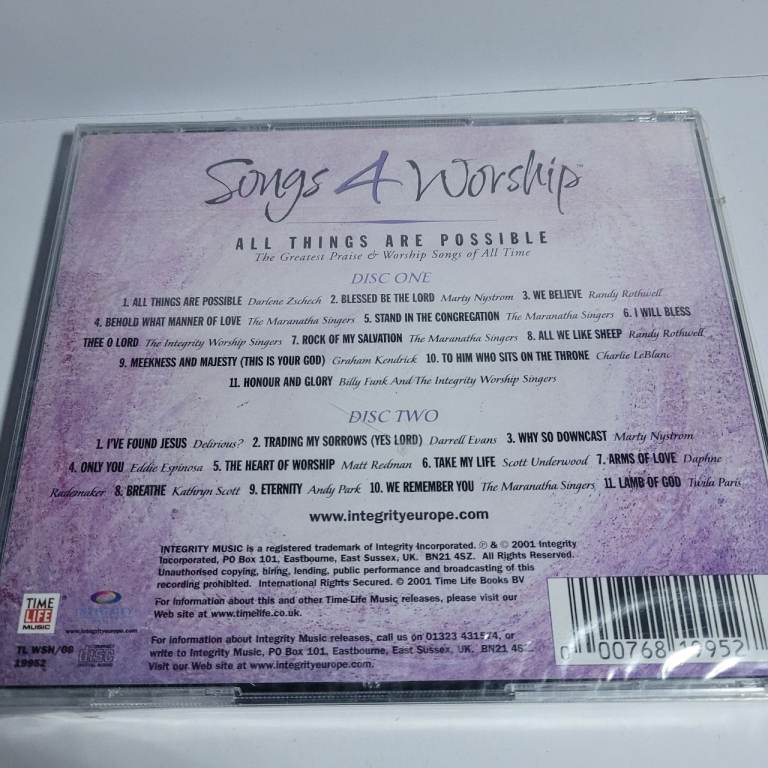 Songs 4 Worship™
ALL THINGS ARE POSSIBLE
The Greatest Praise & Worship Songs of All Time
DISC ONE
1. ALL THINGS ARE POSSIBLE Darlene Zschech 2. BLESSED BE THE LORD Marty Nystrom 3. WE BELIEVE Randy Rothwell
4. BEHOLD WHAT MANNER OF LOVE The Maranatha Singers 5. STAND IN THE CONGREGATION The Maranatha Singers 6. I WILL BLESS
THEE O LORD The Integrity Worship Singers 7. ROCK OF MY SALVATION The Maranatha Singers 8. ALL WE LIKE SHEEP Randy Rothwell
9. MEEKNESS AND MAJESTY (THIS IS YOUR GOD) Graham Kendrick 10. TO HIM WHO SITS ON THE THRONE Charlie LeBlanc
11. HONOUR AND GLORY Billy Funk And The Integrity Worship Singers
DISC TWO
1. I'VE FOUND JESUS Delirious? 2. TRADING MY SORROWS (YES LORD) Darrell Evans 3. WHY SO DOWNCAST Marty Nystrom
4. ONLY YOU Eddie Espinosa 5. THE HEART OF WORSHIP Matt Redman 6. TAKE MY LIFE Scott Underwood 7. ARMS OF LOVE Daphne
Rademaker 8. BREATHE Kathryn Scott 9. ETERNITY Andy Park 10. WE REMEMBER YOU The Maranatha Singers 11. LAMB OF GOD Twila Paris
www.integrityeurope.com
INTEGRITY MUSIC is a registered trademark of Integrity Incorporated. ℗ & © 2001 Integrity
Incorporated, PO Box 101, Eastbourne, East Sussex, UK. BN21 4SZ. All Rights Reserved.
Unauthorised copying, hiring, lending, public performance and broadcasting of this
recording prohibited. International Rights Secured. © 2001 Time Life Books BV
For information about this and other Time-Life Music releases, please visit our
Web site at www.timelife.co.uk.
For information about Integrity Music releases, call us on 01323 431574, or
write to Integrity Music, PO Box 101, Eastbourne, East Sussex, UK. BN21
Visit our Web site at www.integrityeurope.com.
TIME
LIFE
MUSIC
INTEGRITY
www.integrityeurope.com
TL WSN/09
19952
COMPACT
disc
DIGITAL AUDIO
0 00768 19952